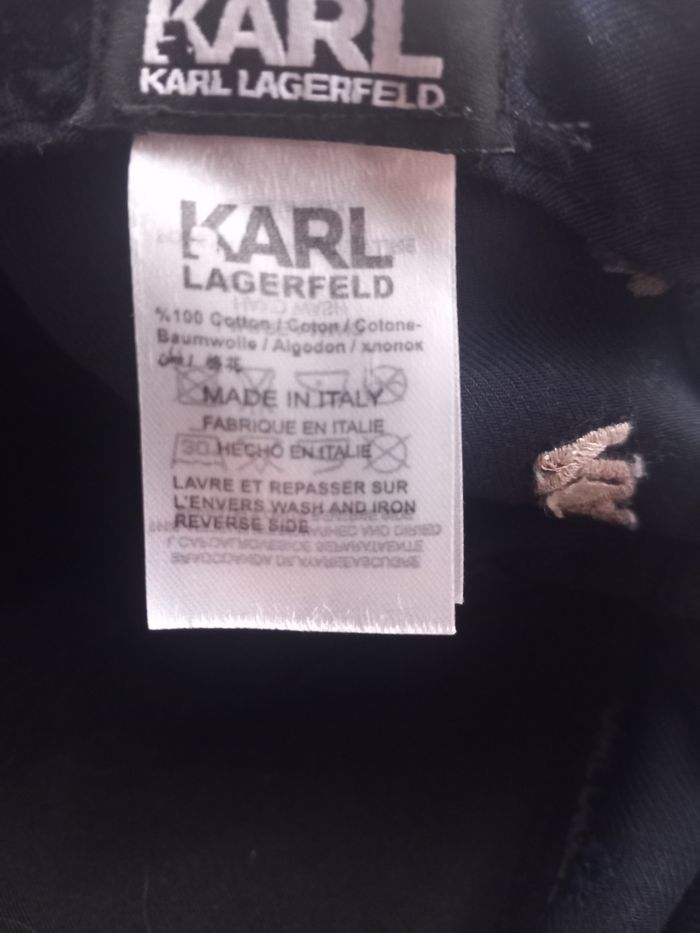 KARL
KARL LAGERFELD
KARL
LAGERFELD
%100 Cotton / Coton / Cotone-
Baumwolle / Algodon / хлопок
/ 棉花
MADE IN ITALY
FABRIQUE EN ITALIE
30 HECHO EN ITALIE
LAVRE ET REPASSER SUR
L'ENVERS WASH AND IRON
REVERSE SIDE